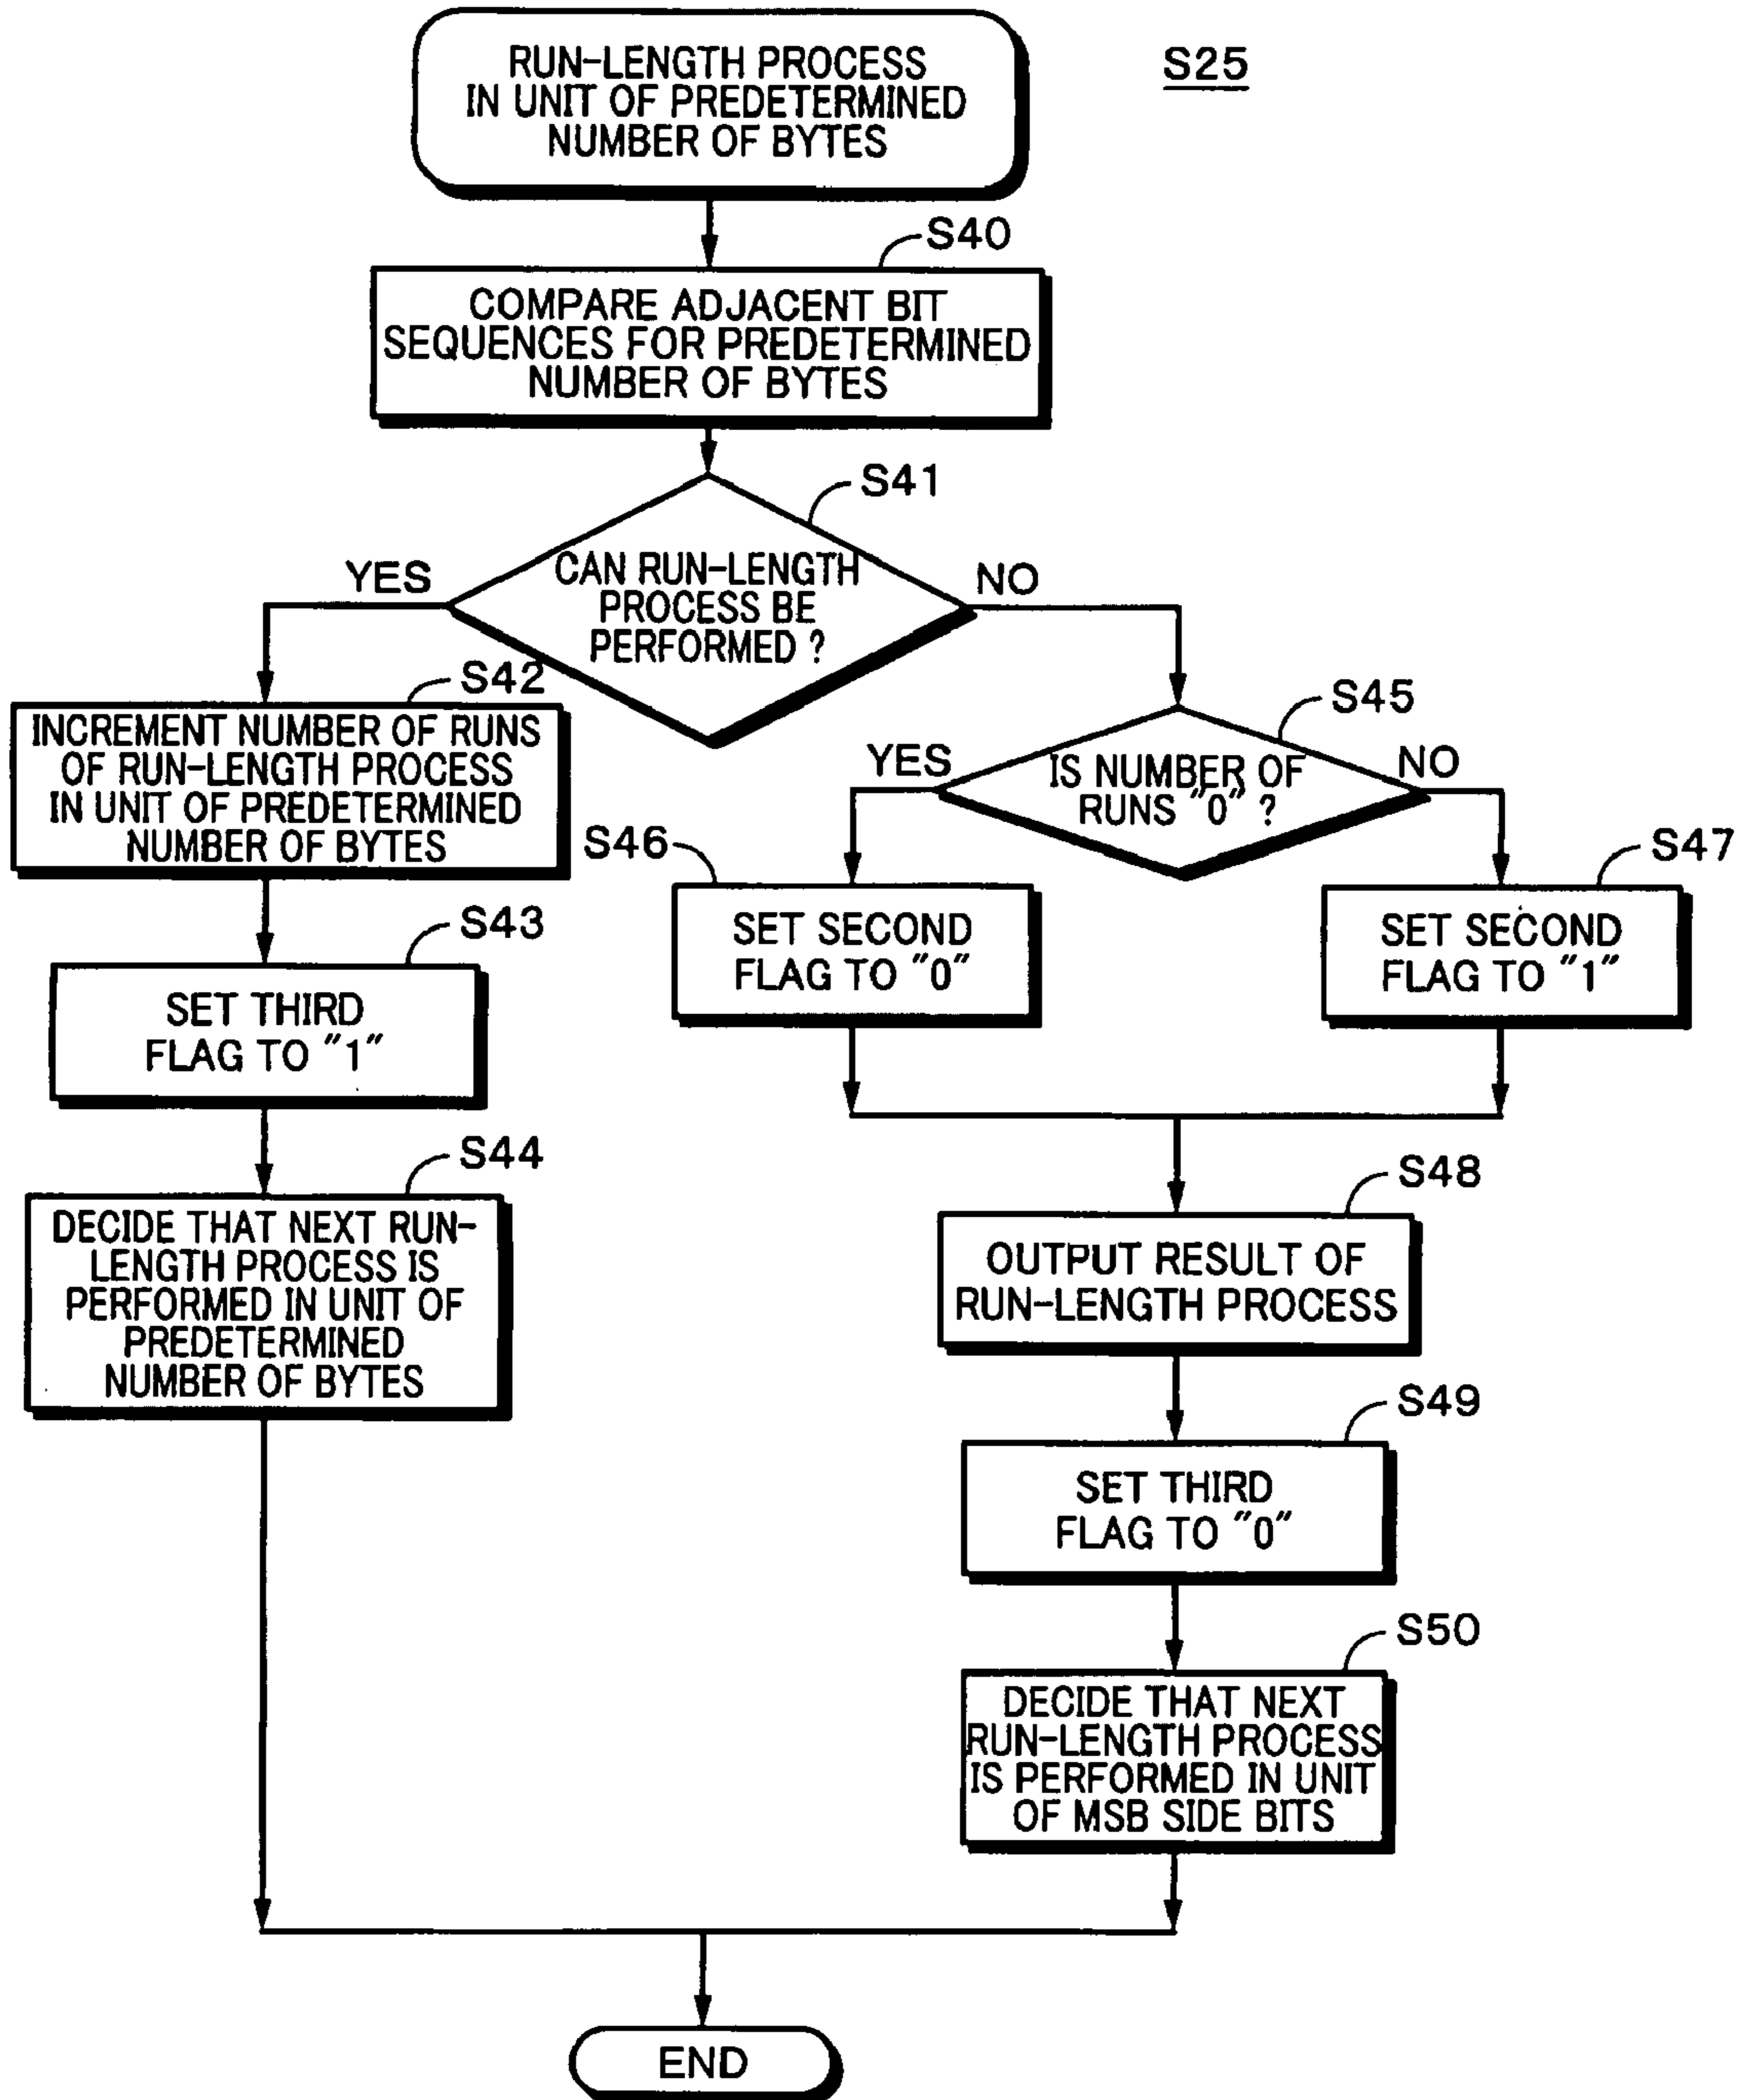 RUN-LENGTH PROCESS
IN UNIT OF PREDETERMINED
NUMBER OF BYTES
S25
S40
COMPARE ADJACENT BIT
SEQUENCES FOR PREDETERMINED
NUMBER OF BYTES
S41
CAN RUN-LENGTH
PROCESS BE
PERFORMED ?
YES
NO
S42
INCREMENT NUMBER OF RUNS
OF RUN-LENGTH PROCESS
IN UNIT OF PREDETERMINED
NUMBER OF BYTES
S43
SET THIRD
FLAG TO "1"
S44
DECIDE THAT NEXT RUN-
LENGTH PROCESS IS
PERFORMED IN UNIT OF
PREDETERMINED
NUMBER OF BYTES
S45
IS NUMBER OF
RUNS "0" ?
YES
NO
S46
SET SECOND
FLAG TO "0"
S47
SET SECOND
FLAG TO "1"
S48
OUTPUT RESULT OF
RUN-LENGTH PROCESS
S49
SET THIRD
FLAG TO "0"
S50
DECIDE THAT NEXT
RUN-LENGTH PROCESS
IS PERFORMED IN UNIT
OF MSB SIDE BITS
END